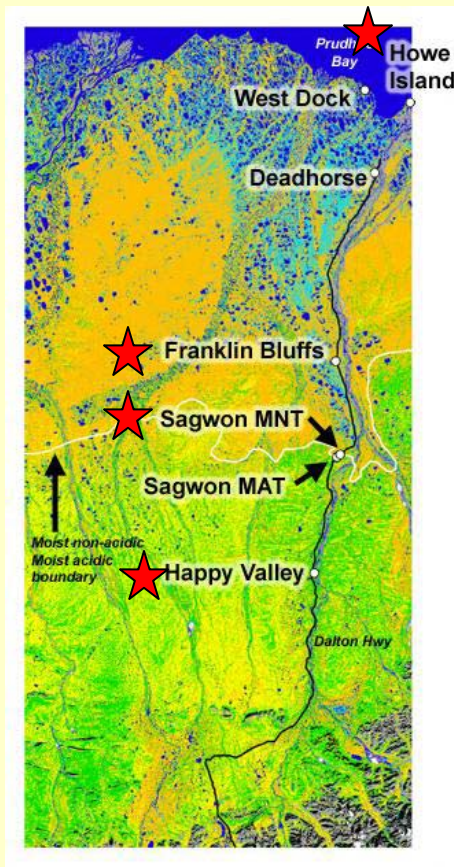 Prudh
Bay
Howe
Island
West Dock
Deadhorse
Franklin Bluffs
Sagwon MNT
Sagwon MAT
Moist non-acidic
Moist acidic
boundary
Happy Valley
Dalton Hwy